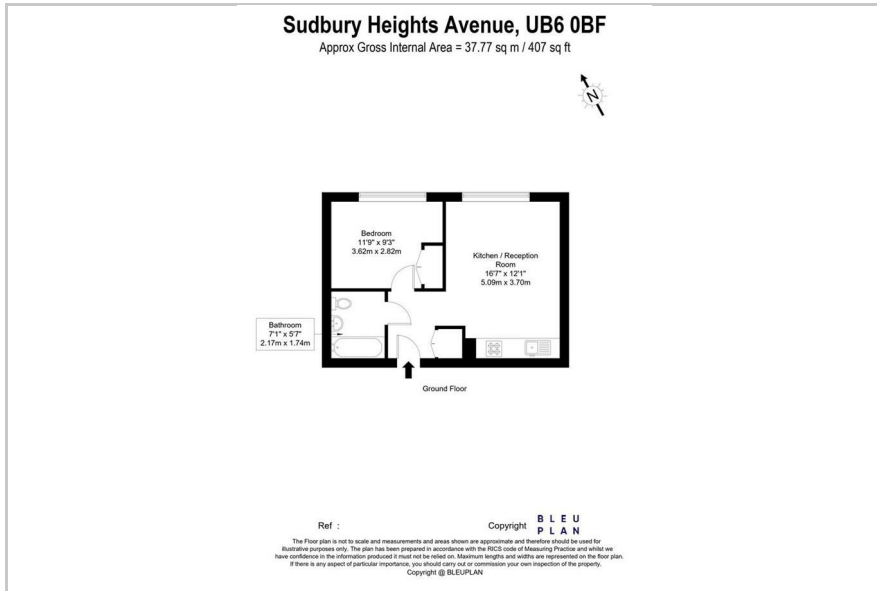 Sudbury Heights Avenue, UB6 0BF
Approx Gross Internal Area = 37.77 sq m / 407 sq ft
N
Bedroom
11'9" x 9'3"
3.62m x 2.82m
Kitchen / Reception
Room
16'7" x 12'1"
5.09m x 3.70m
Bathroom
7'1" x 5'7"
2.17m x 1.74m
Ground Floor
Ref :
Copyright
BLEU
PLAN
The Floor plan is not to scale and measurements and areas shown are approximate and therefore should be used for
illustrative purposes only. The plan has been prepared in accordance with the RICS code of Measuring Practice and whilst we
have confidence in the information produced it must not be relied on. Maximum lengths and widths are represented on the floor plan.
If there is any aspect of particular importance, you should carry out or commission your own inspection of the property.
Copyright @ BLEUPLAN